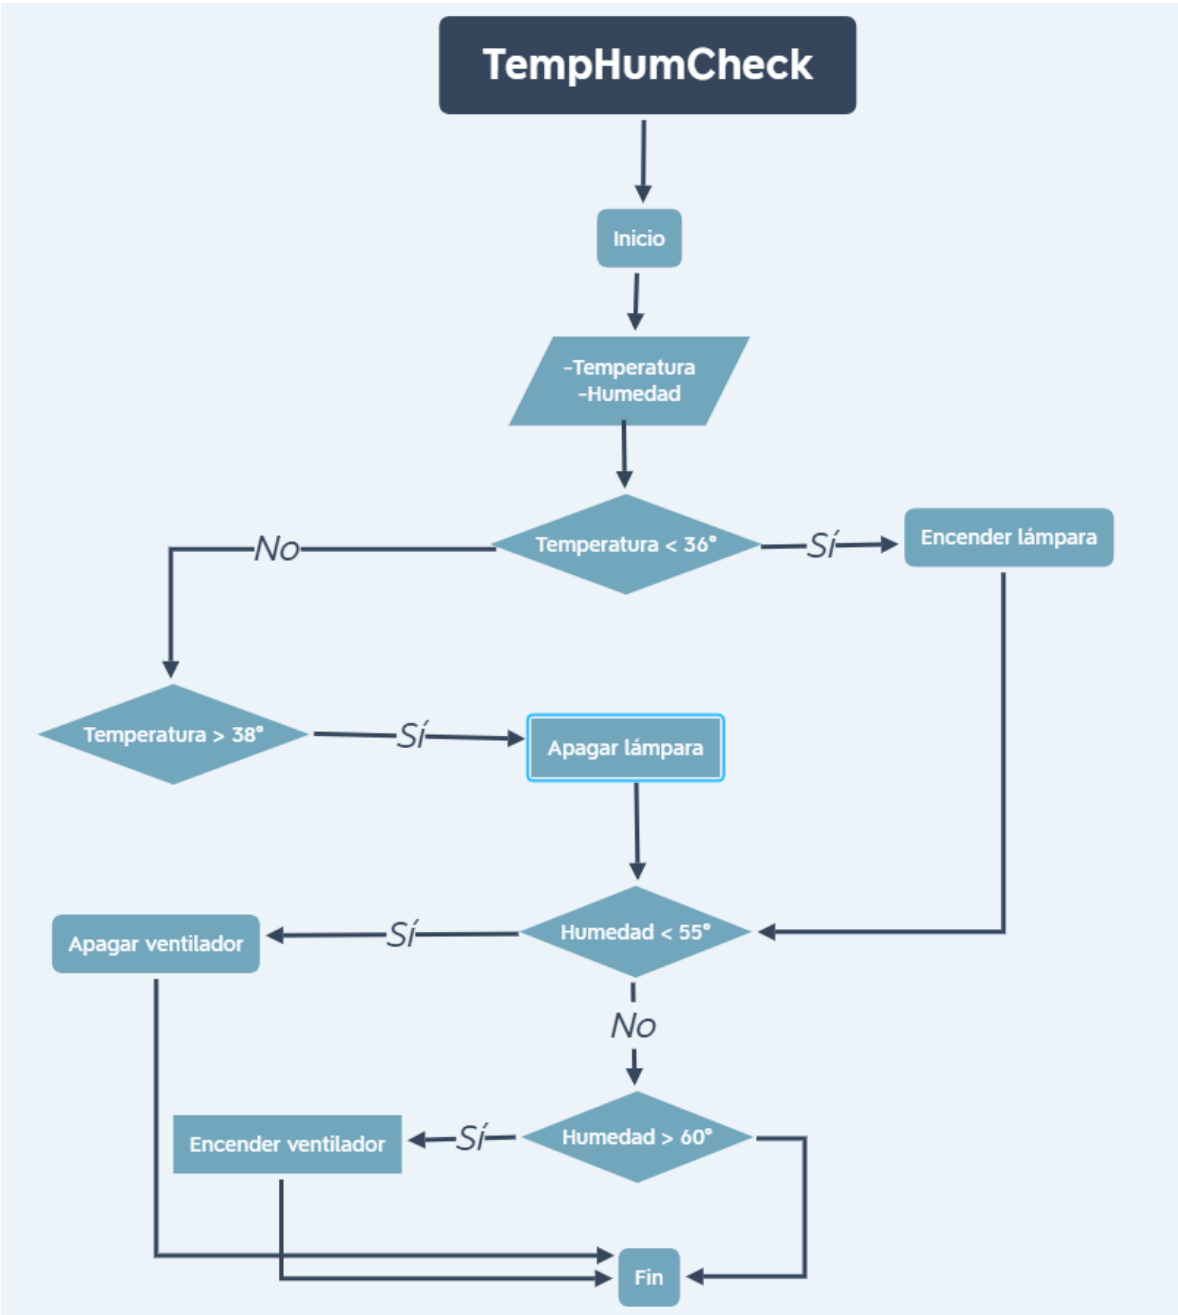 TempHumCheck
Inicio
-Temperatura
-Humedad
Temperatura < 36°
Sí
Encender lámpara
No
Temperatura > 38°
Sí
Apagar lámpara
Humedad < 55°
Sí
Apagar ventilador
No
Humedad > 60°
Sí
Encender ventilador
Fin